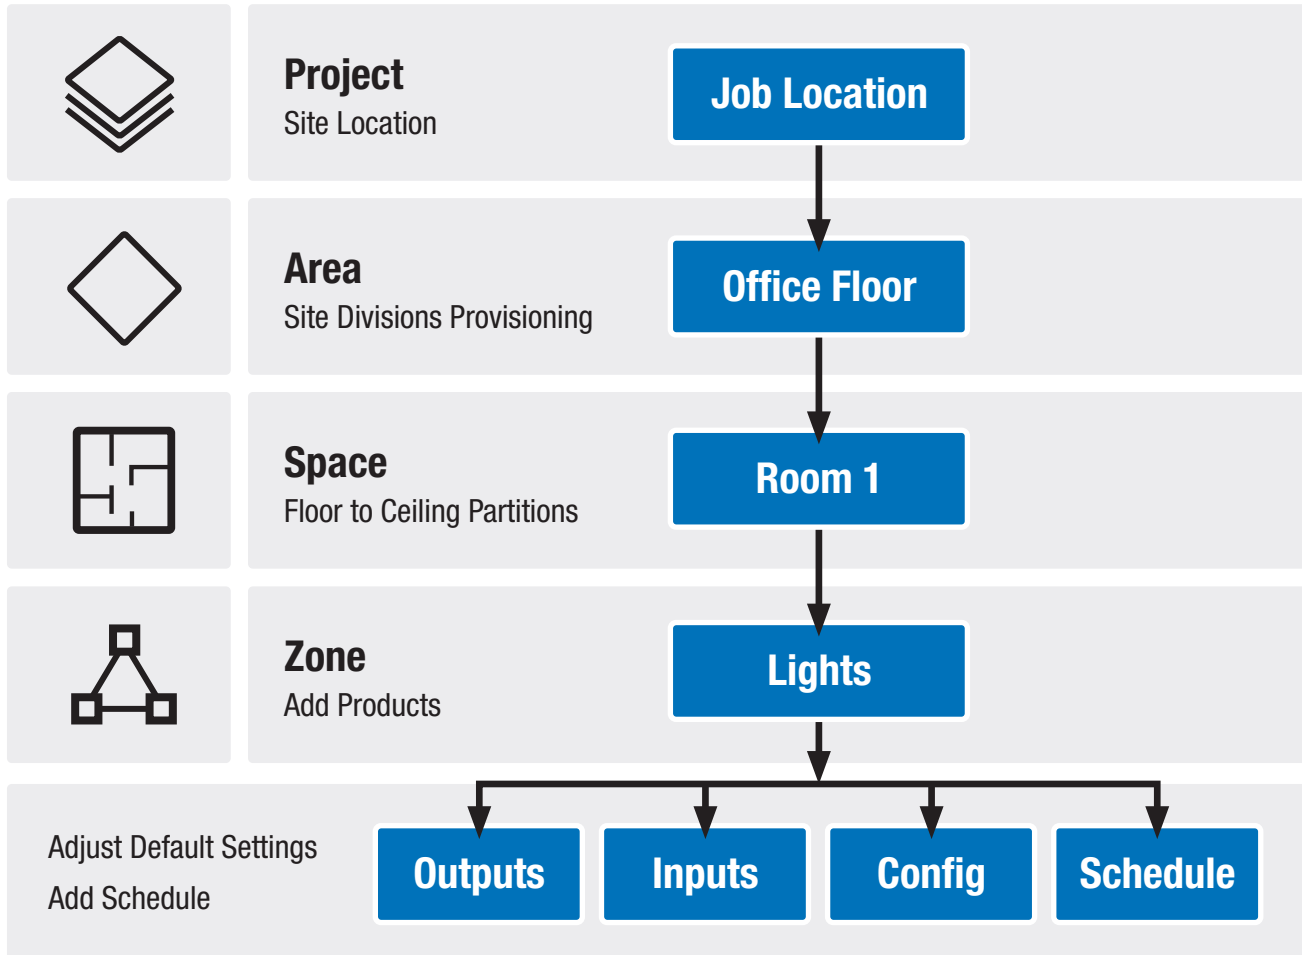 Project
Site Location
Job Location
Area
Site Divisions Provisioning
Office Floor
Space
Floor to Ceiling Partitions
Room 1
Zone
Add Products
Lights
Adjust Default Settings
Add Schedule
Outputs
Inputs
Config
Schedule